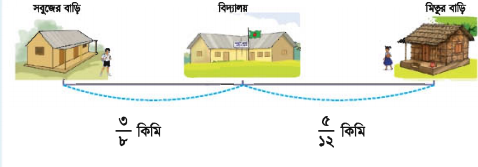 সবুজের বাড়ি বিদ্যালয় মিতুর বাড়ি
৩/৮ কিমি ৫/১২ কিমি